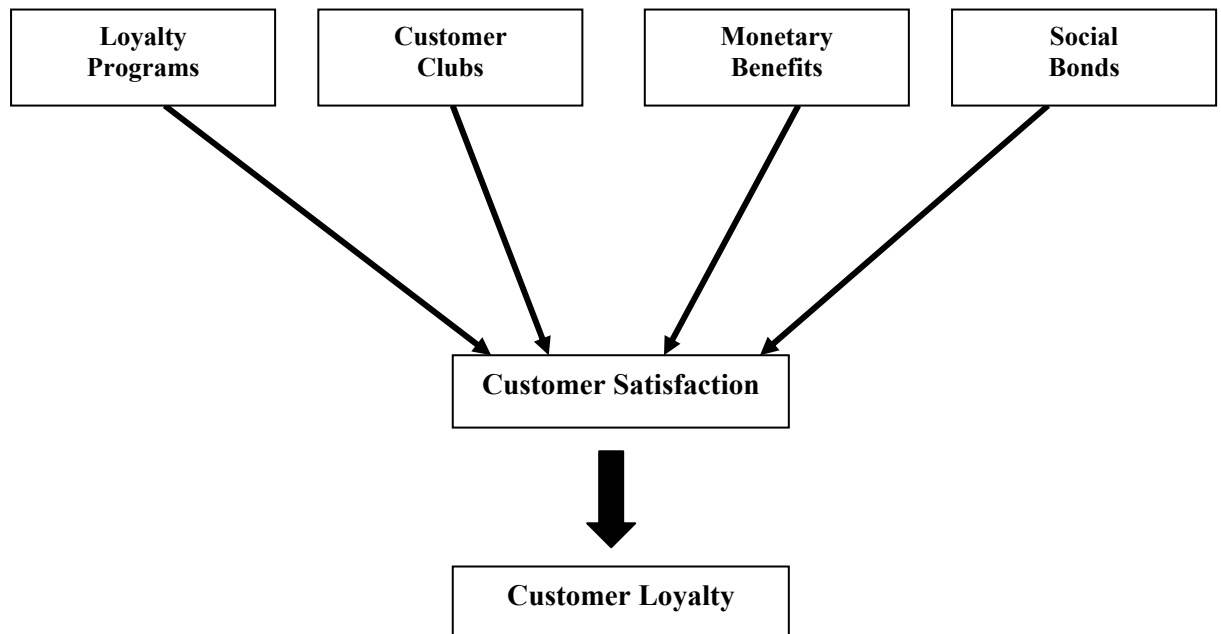 Loyalty
Programs
Customer
Clubs
Monetary
Benefits
Social
Bonds
Customer Satisfaction
Customer Loyalty